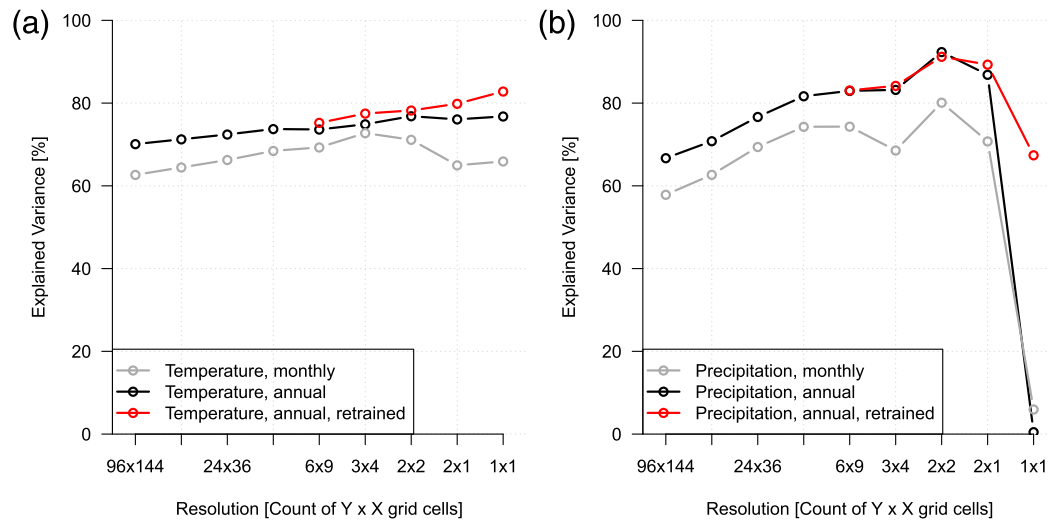 (a)
100
80
60
40
20
0
Explained Variance [%]
Temperature, monthly
Temperature, annual
Temperature, annual, retrained
96x144 24x36 6x9 3x4 2x2 2x1 1x1
Resolution [Count of Y x X grid cells]
(b)
100
80
60
40
20
0
Explained Variance [%]
Precipitation, monthly
Precipitation, annual
Precipitation, annual, retrained
96x144 24x36 6x9 3x4 2x2 2x1 1x1
Resolution [Count of Y x X grid cells]